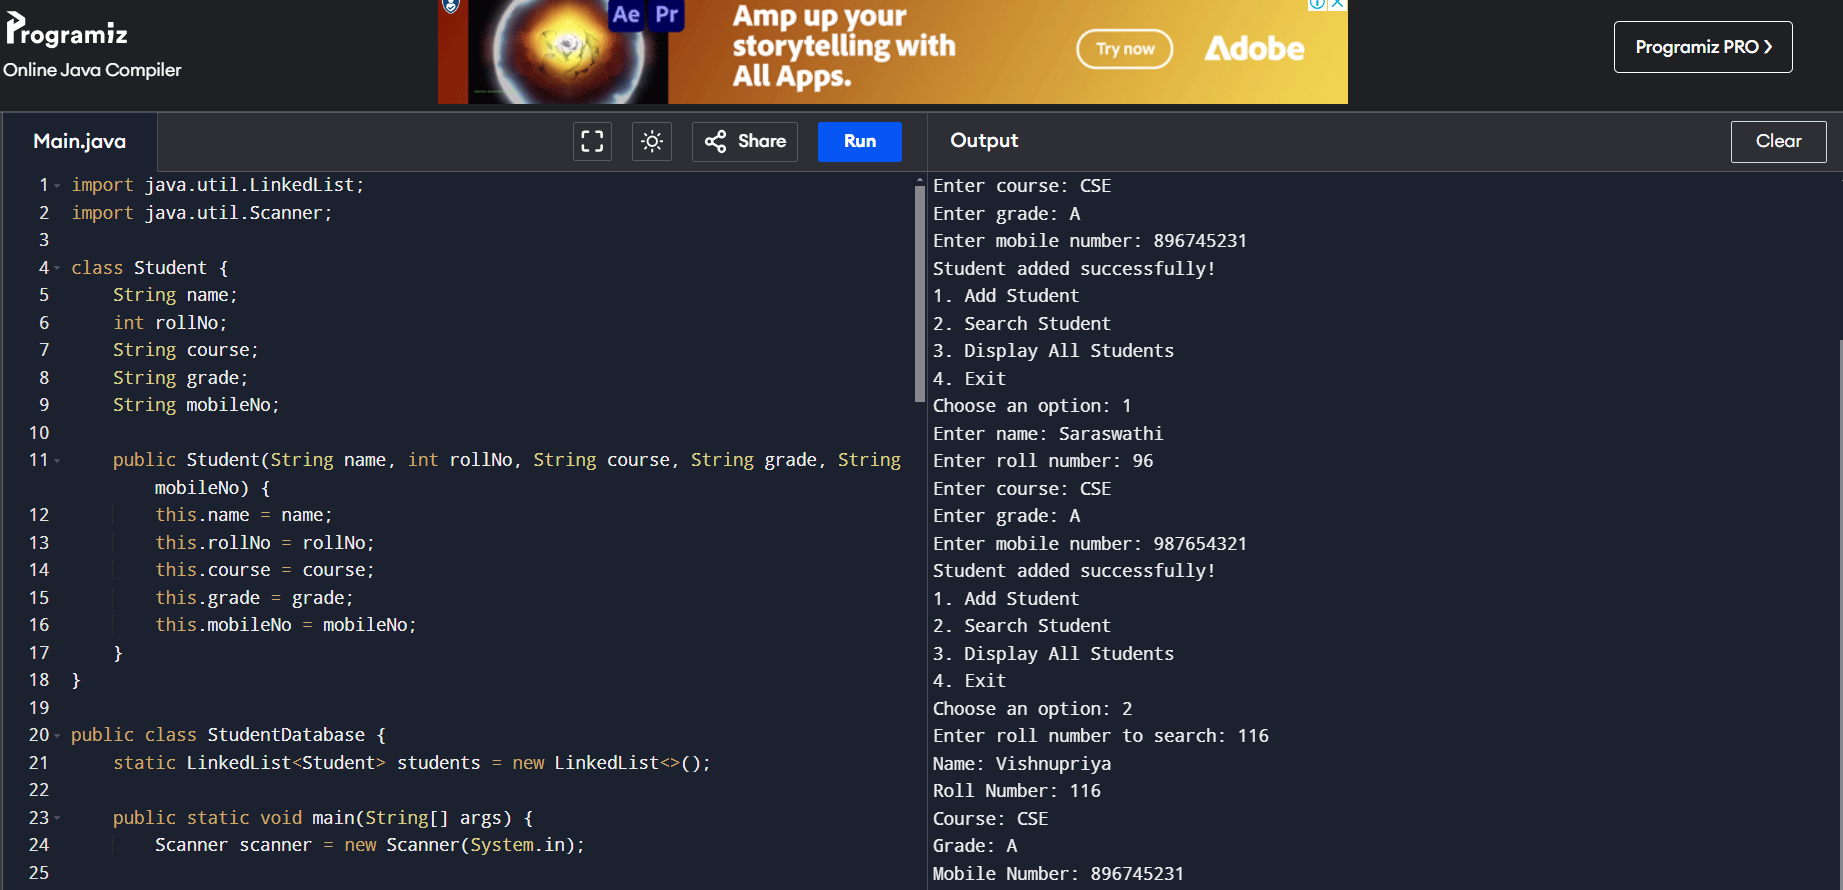 Programiz
Online Java Compiler
Ae Pr
Amp up your
storytelling with
All Apps.
Try now
Adobe
Programiz PRO ❯
Main.java
Share
Run
1 import java.util.LinkedList;
2 import java.util.Scanner;
3
4 class Student {
5 String name;
6 int rollNo;
7 String course;
8 String grade;
9 String mobileNo;
10
11 public Student(String name, int rollNo, String course, String grade, String
mobileNo) {
12 this.name = name;
13 this.rollNo = rollNo;
14 this.course = course;
15 this.grade = grade;
16 this.mobileNo = mobileNo;
17 }
18 }
19
20 public class StudentDatabase {
21 static LinkedList<Student> students = new LinkedList<>();
22
23 public static void main(String[] args) {
24 Scanner scanner = new Scanner(System.in);
25
Output
Clear
Enter course: CSE
Enter grade: A
Enter mobile number: 896745231
Student added successfully!
1. Add Student
2. Search Student
3. Display All Students
4. Exit
Choose an option: 1
Enter name: Saraswathi
Enter roll number: 96
Enter course: CSE
Enter grade: A
Enter mobile number: 987654321
Student added successfully!
1. Add Student
2. Search Student
3. Display All Students
4. Exit
Choose an option: 2
Enter roll number to search: 116
Name: Vishnupriya
Roll Number: 116
Course: CSE
Grade: A
Mobile Number: 896745231